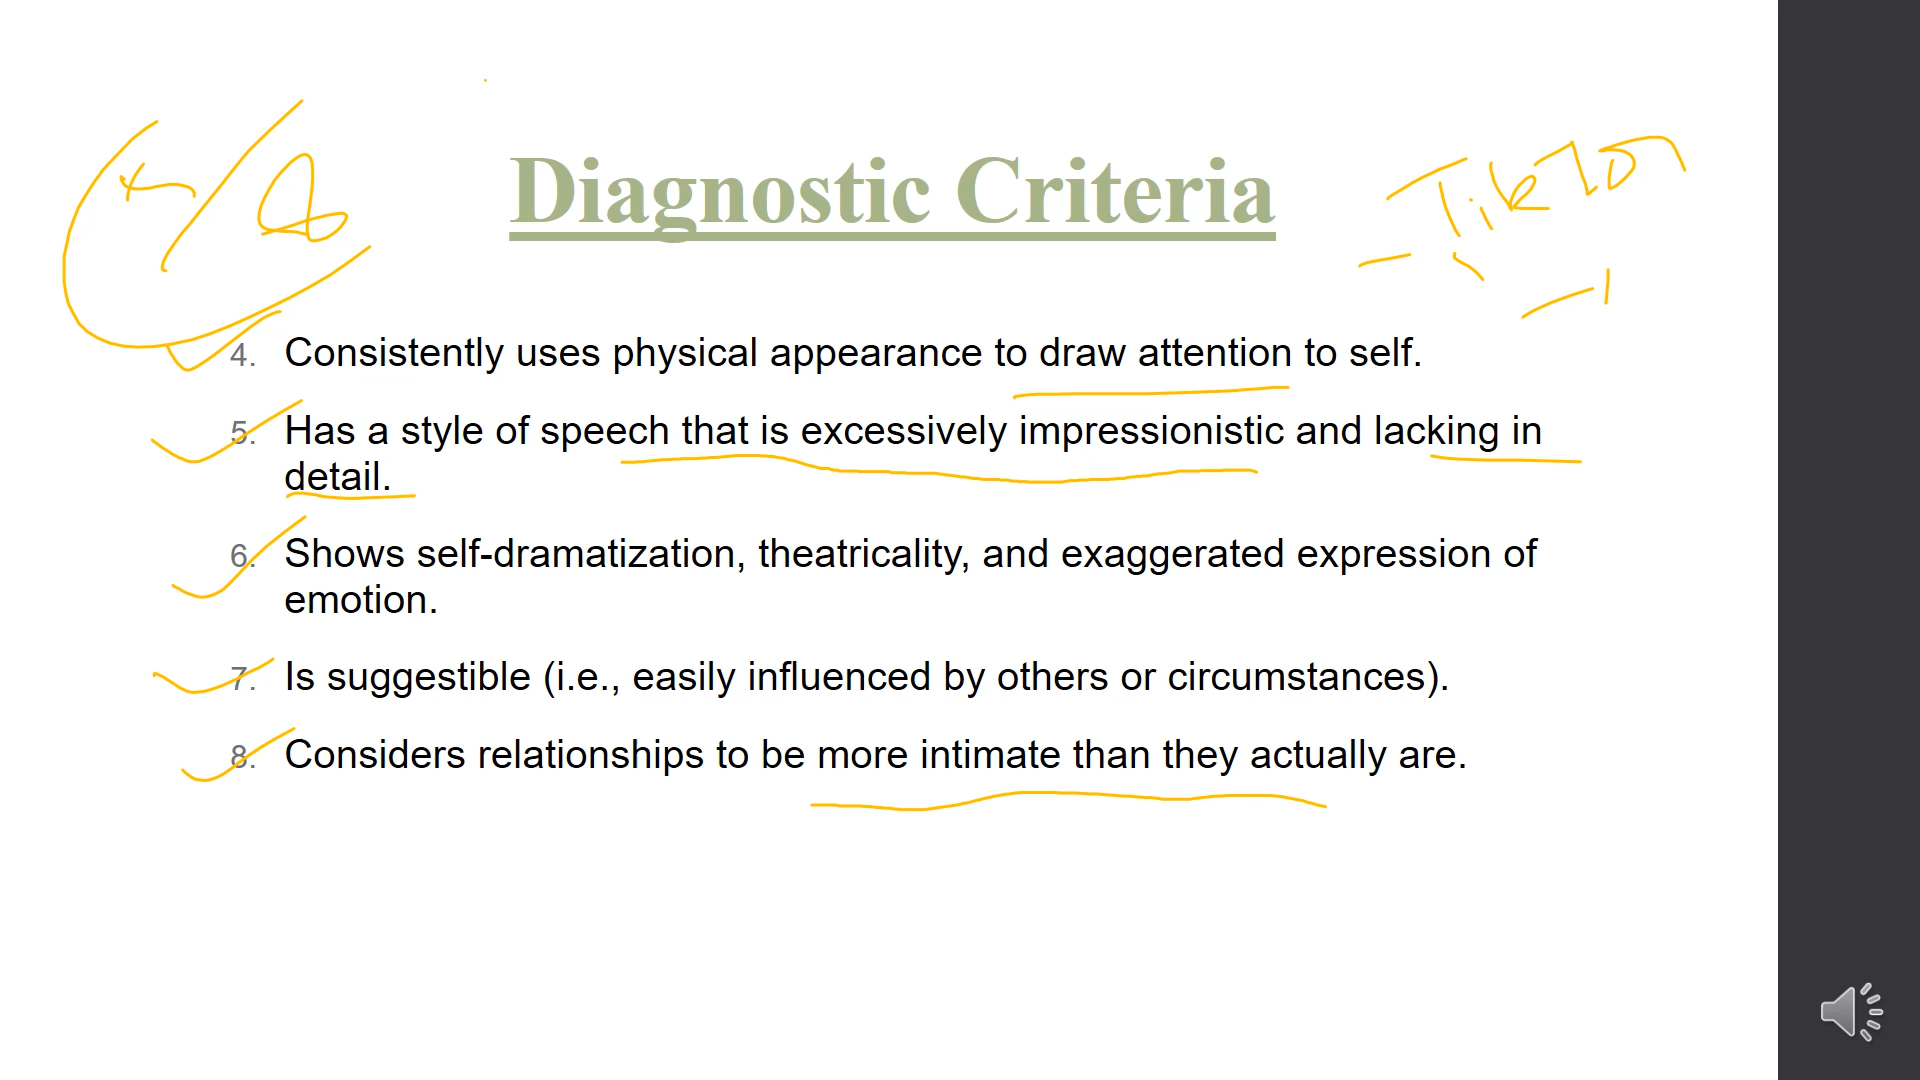 Diagnostic Criteria
4. Consistently uses physical appearance to draw attention to self.
5. Has a style of speech that is excessively impressionistic and lacking in
detail.
6. Shows self-dramatization, theatricality, and exaggerated expression of
emotion.
7. Is suggestible (i.e., easily influenced by others or circumstances).
8. Considers relationships to be more intimate than they actually are.